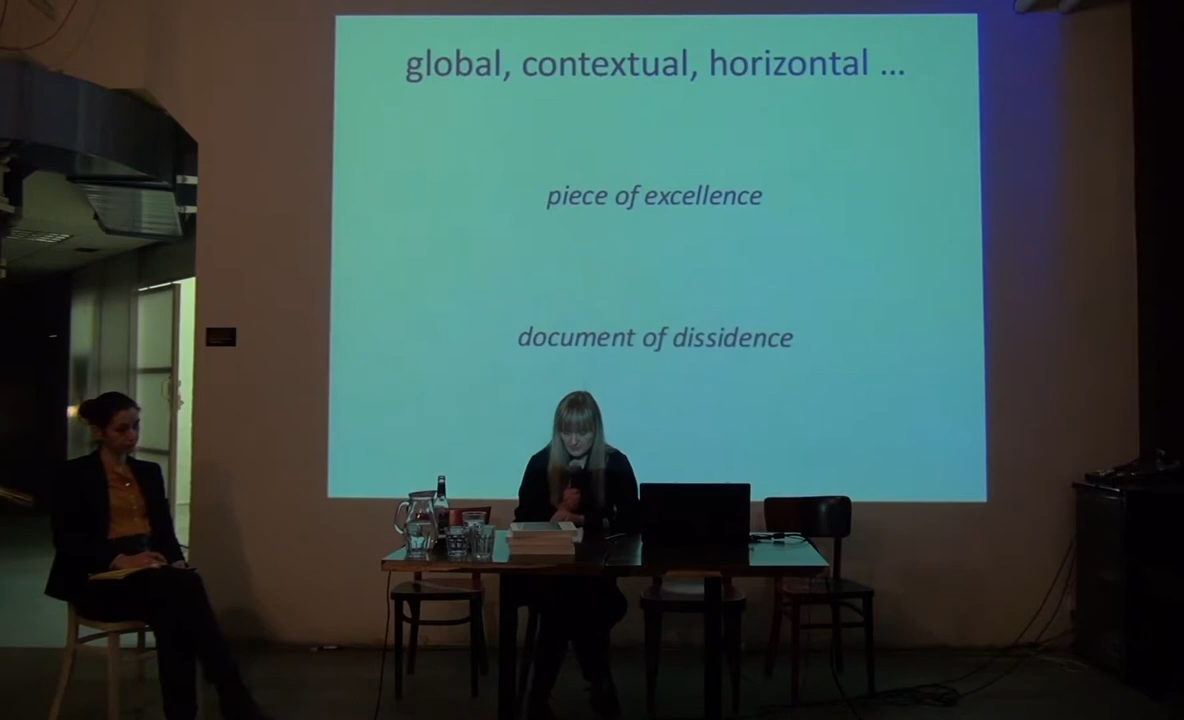 global, contextual, horizontal ...
piece of excellence
document of dissidence